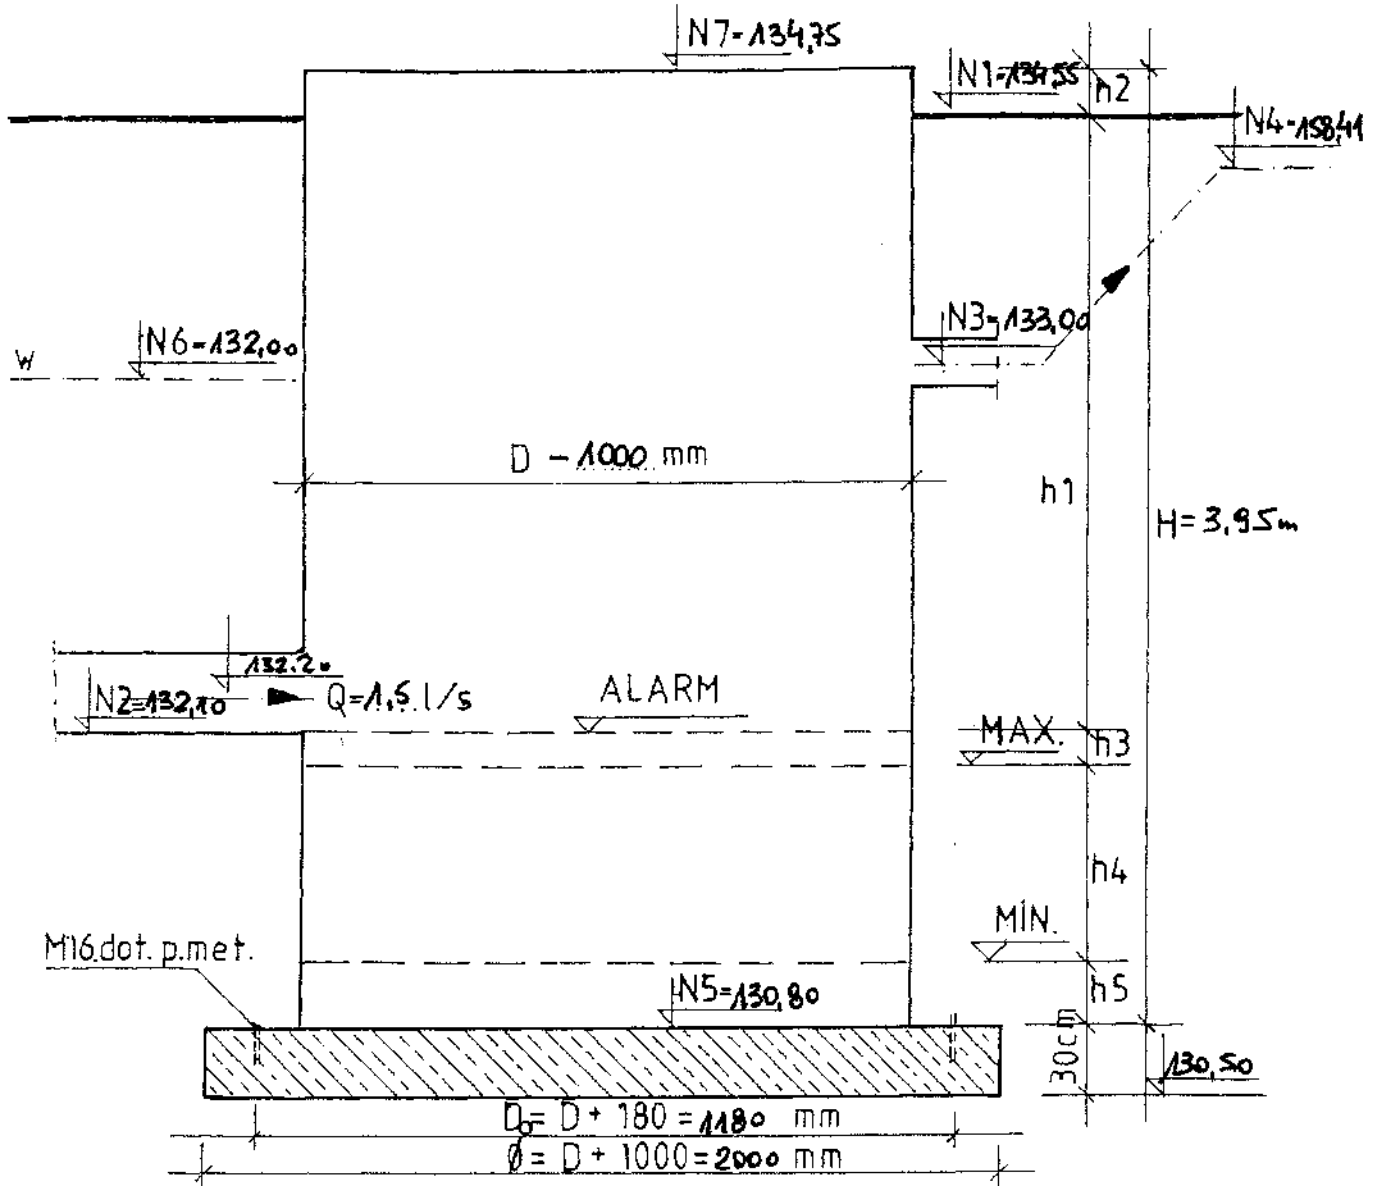 N7-134,75
N1-134,55
h2
N4-158,41
N3-133,00
N6-132,00
W
D - 1000 mm
h1
H=3,95m
132.20
N2=132,10
Q=1,5 l/s
ALARM
MAX.
h3
h4
MIN.
M16.dot. p.met.
N5=130,80
h5
30cm
130,50
Do= D + 180 = 1180 mm
Ø= D + 1000=2000 mm